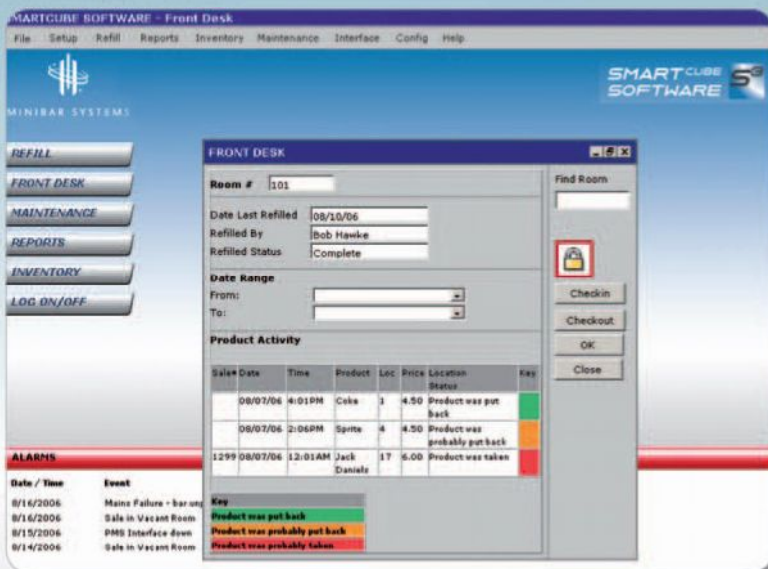 MARTCUBE SOFTWARE - Front Desk
File Setup Refill Reports Inventory Maintenance Interface Config Help
MINIBAR SYSTEMS
SMARTCUBE SOFTWARE S3
REFILL
FRONT DESK
MAINTENANCE
REPORTS
INVENTORY
LOG ON/OFF
FRONT DESK
Room # 101
Date Last Refilled 08/10/06
Refilled By Bob Hawke
Refilled Status Complete
Date Range
From:
To:
Product Activity
Sale# Date Time Product Loc Price Location Status Key
08/07/06 4:01PM Coke 1 4.50 Product was put back
08/07/06 2:06PM Sprite 4 4.50 Product was probably put back
1299 08/07/06 12:01AM Jack Daniels 17 6.00 Product was taken
Key
Product was put back
Product was probably put back
Product was probably taken
Find Room
Checkin
Checkout
OK
Close
ALARMS
Date / Time Event
8/16/2006 Mains Failure - bar
8/16/2006 Sale in Vacant Room
8/15/2006 PMS Interface down
8/14/2006 Sale in Vacant Room